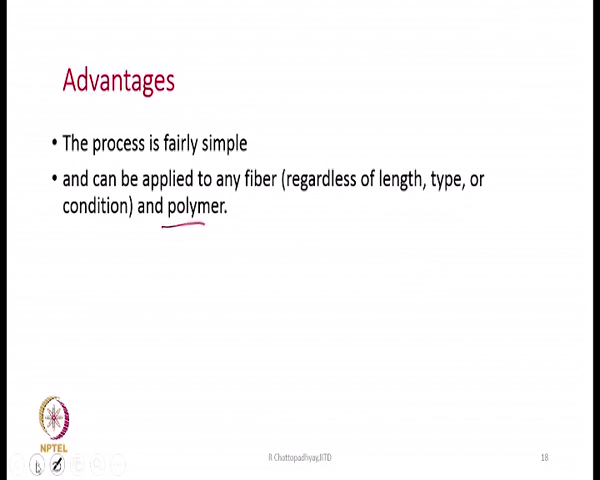 Advantages
• The process is fairly simple
• and can be applied to any fiber (regardless of length, type, or
condition) and polymer.
NPTEL
R Chattopadhyay,IITD
18